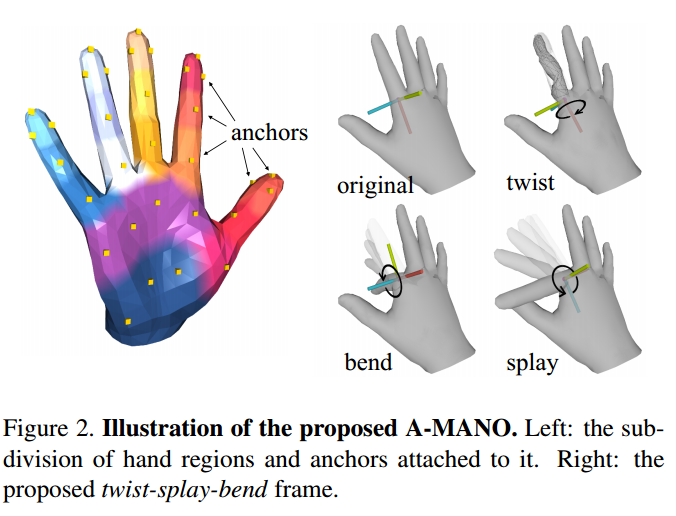 anchors
original
twist
bend
splay
Figure 2. Illustration of the proposed A-MANO. Left: the sub-
division of hand regions and anchors attached to it. Right: the
proposed twist-splay-bend frame.